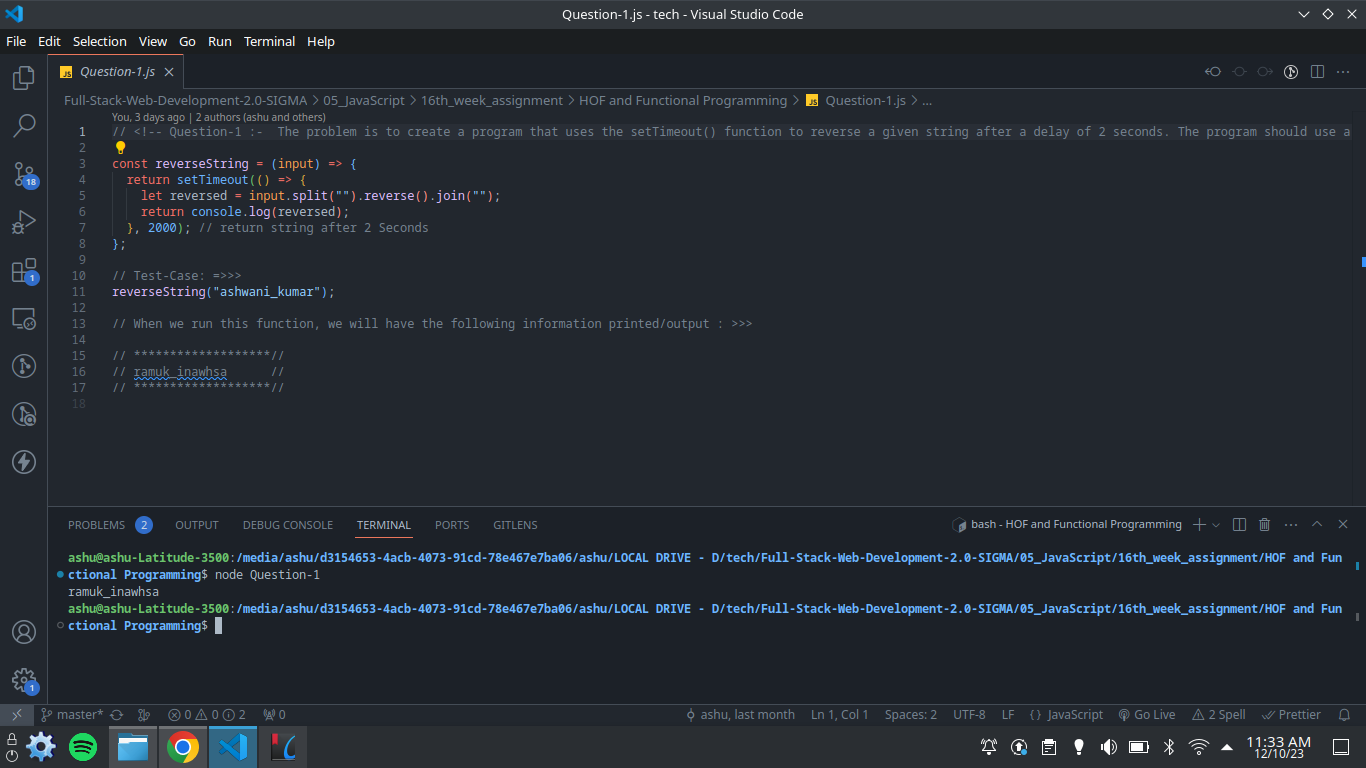 Question-1.js - tech - Visual Studio Code
File Edit Selection View Go Run Terminal Help
JS Question-1.js
Full-Stack-Web-Development-2.0-SIGMA > 05_JavaScript > 16th_week_assignment > HOF and Functional Programming > JS Question-1.js > ...
You, 3 days ago | 2 authors (ashu and others)
1 // <!-- Question-1 :-  The problem is to create a program that uses the setTimeout() function to reverse a given string after a delay of 2 seconds. The program should use a
2
3 const reverseString = (input) => {
4   return setTimeout(() => {
5     let reversed = input.split("").reverse().join("");
6     return console.log(reversed);
7   }, 2000); // return string after 2 Seconds
8 };
9
10 // Test-Case: =>>>
11 reverseString("ashwani_kumar");
12
13 // When we run this function, we will have the following information printed/output : >>>
14
15 // *******************//
16 // ramuk_inawhsa      //
17 // *******************//
18
18
1
PROBLEMS 2 OUTPUT DEBUG CONSOLE TERMINAL PORTS GITLENS bash - HOF and Functional Programming
ashu@ashu-Latitude-3500:/media/ashu/d3154653-4acb-4073-91cd-78e467e7ba06/ashu/LOCAL DRIVE - D/tech/Full-Stack-Web-Development-2.0-SIGMA/05_JavaScript/16th_week_assignment/HOF and Fun
ctional Programming$ node Question-1
ramuk_inawhsa
ashu@ashu-Latitude-3500:/media/ashu/d3154653-4acb-4073-91cd-78e467e7ba06/ashu/LOCAL DRIVE - D/tech/Full-Stack-Web-Development-2.0-SIGMA/05_JavaScript/16th_week_assignment/HOF and Fun
ctional Programming$
1
master* 0 0 2 0 ashu, last month Ln 1, Col 1 Spaces: 2 UTF-8 LF {} JavaScript Go Live 2 Spell Prettier
11:33 AM
12/10/23